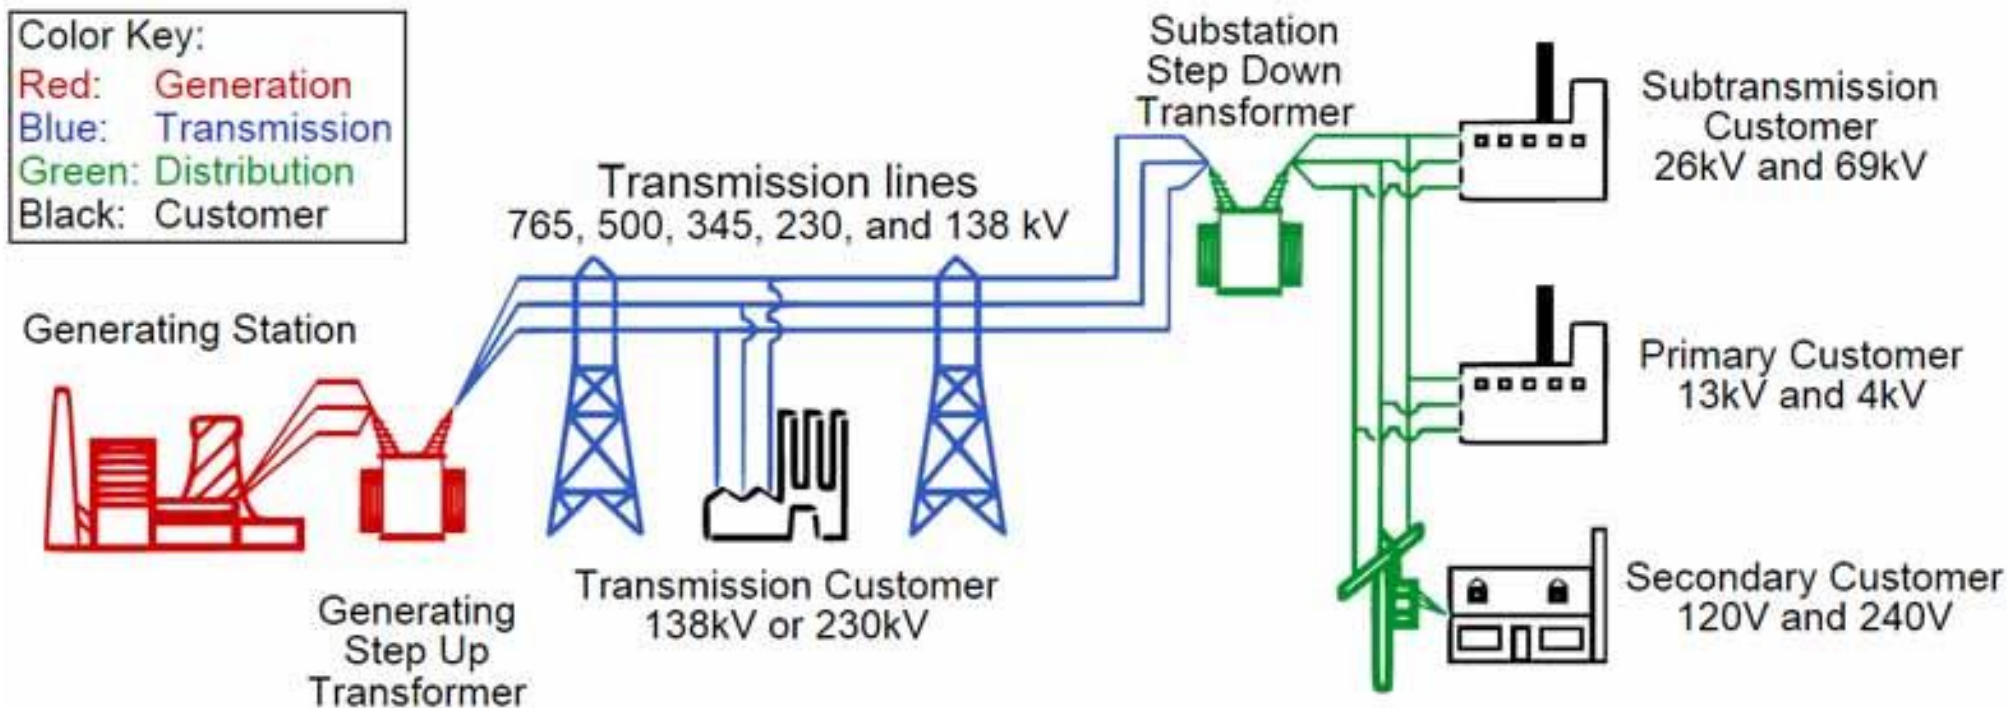 Color Key:
Red: Generation
Blue: Transmission
Green: Distribution
Black: Customer
Substation
Step Down
Transformer
Subtransmission
Customer
26kV and 69kV
Transmission lines
765, 500, 345, 230, and 138 kV
Generating Station
Primary Customer
13kV and 4kV
Transmission Customer
138kV or 230kV
Generating
Step Up
Transformer
Secondary Customer
120V and 240V